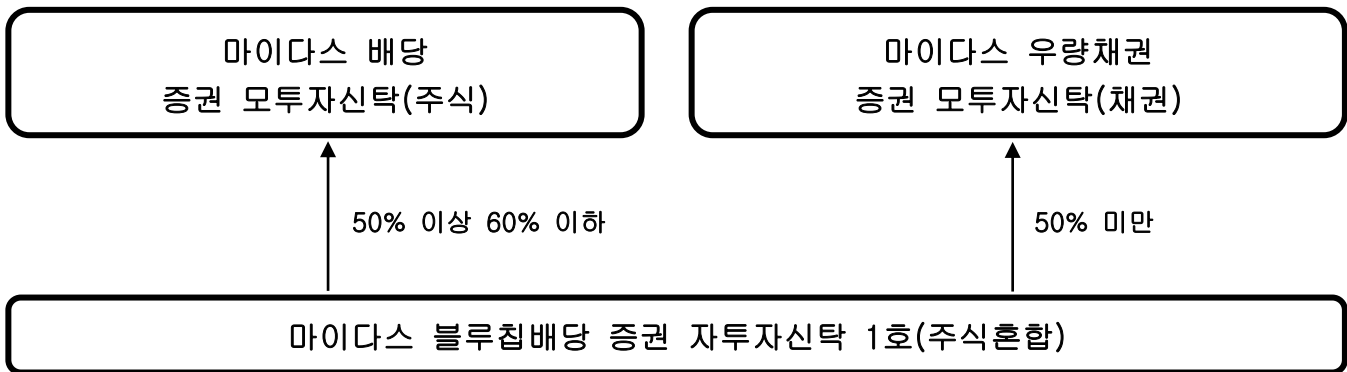 마이다스 배당
증권 모투자신탁(주식)
마이다스 우량채권
증권 모투자신탁(채권)
50% 이상 60% 이하
50% 미만
마이다스 블루칩배당 증권 자투자신탁 1호(주식혼합)